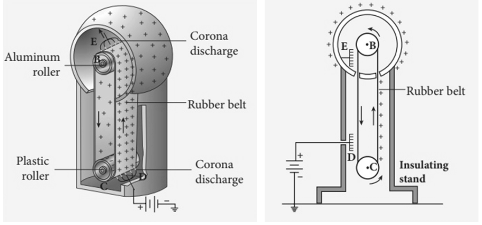 Corona
discharge
E
Aluminum
roller
B
Rubber belt
Plastic
roller
C
D
Corona
discharge
+ −
E
B
Rubber belt
D
C
Insulating
stand
+
−